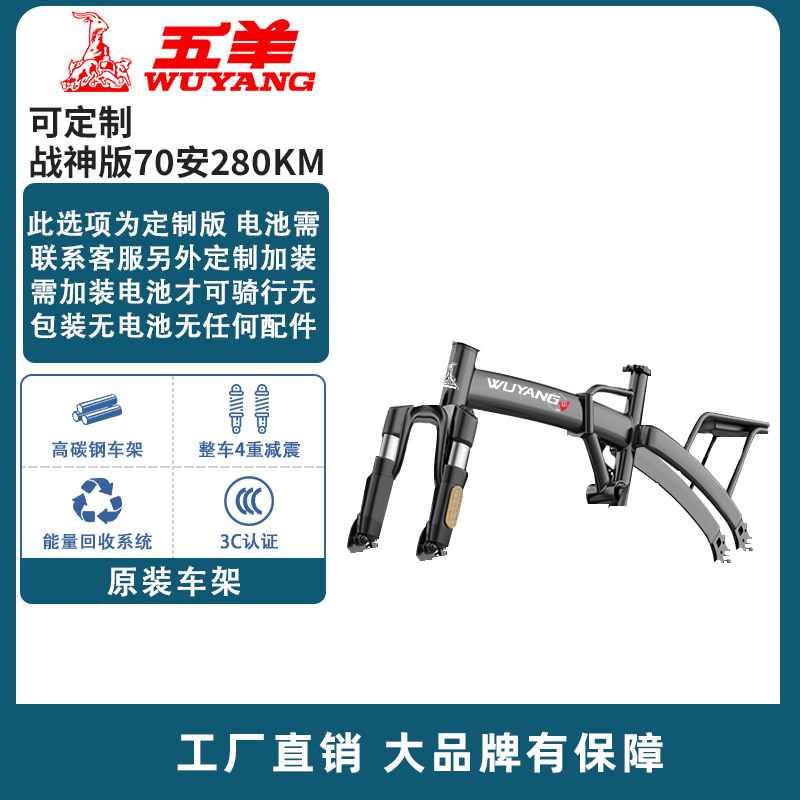 五羊
WUYANG
可定制
战神版70安280KM
此选项为定制版 电池需
联系客服另外定制加装
需加装电池才可骑行无
包装无电池无任何配件
高碳钢车架
整车4重减震
能量回收系统
3C认证
原装车架
WUYANG
工厂直销 大品牌有保障